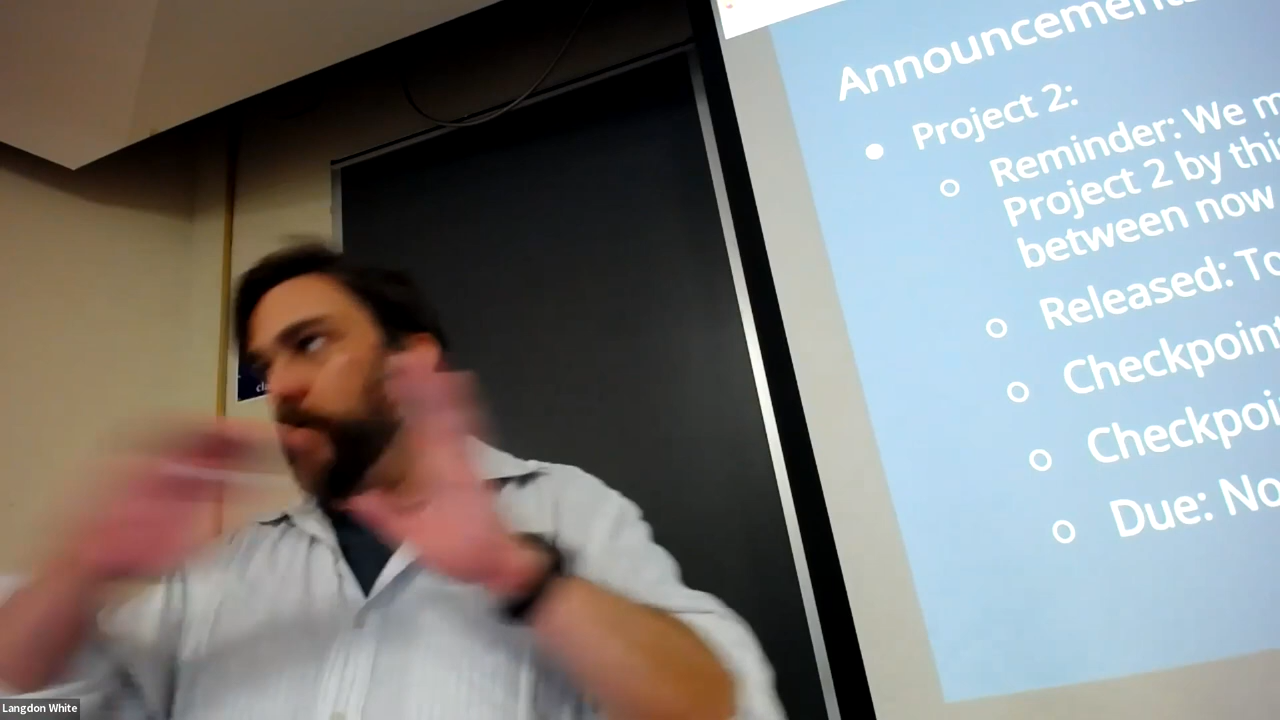 Announcement
Project 2:
Reminder: We m
Project 2 by thi
between now
Released: To
Checkpoint
Checkpoi
Due: No
cla
Langdon White